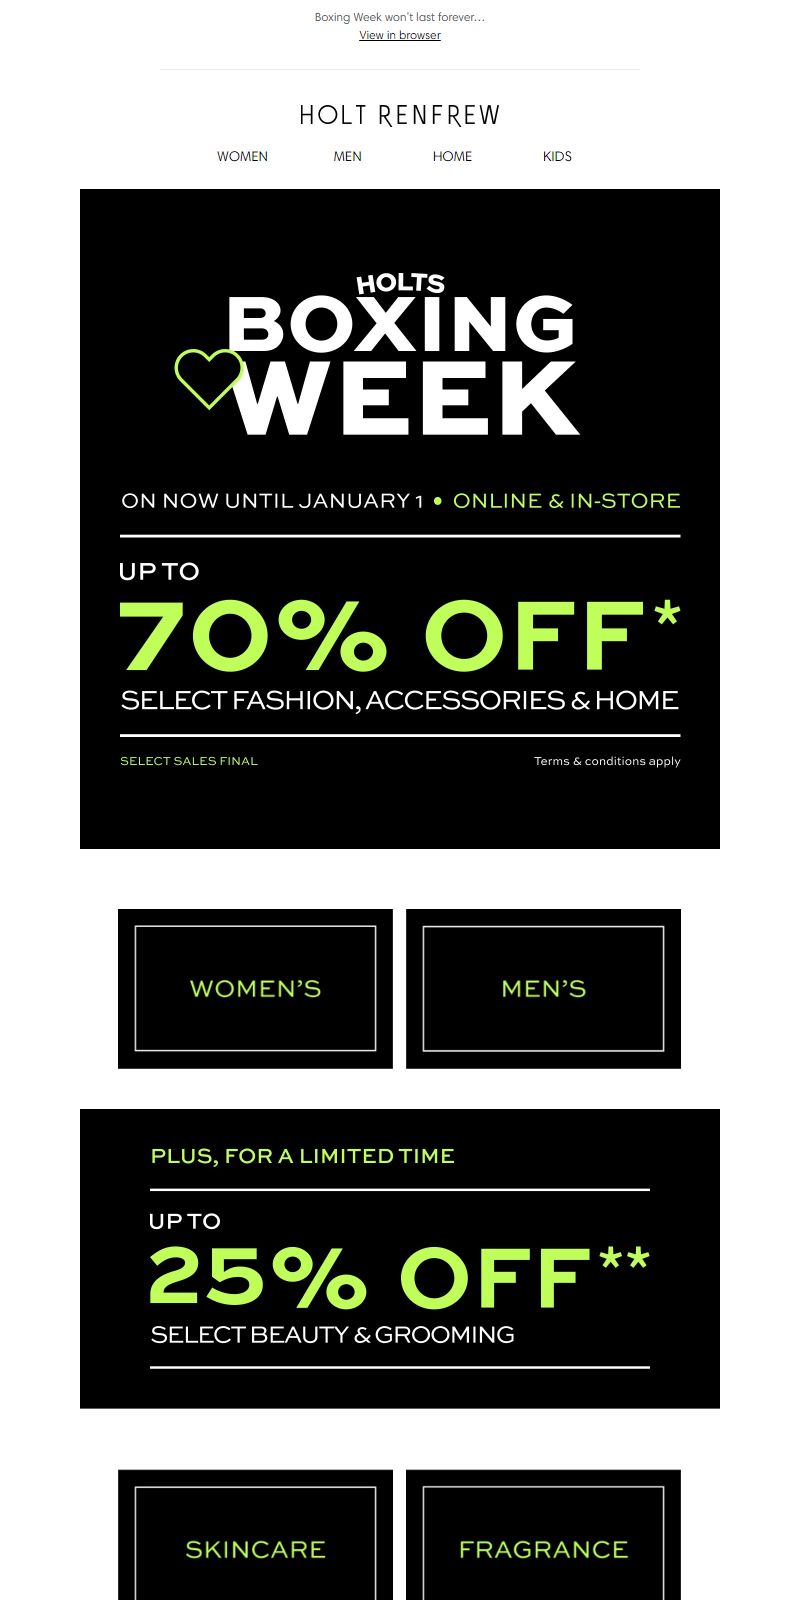 Boxing Week won't last forever...
View in browser
HOLT RENFREW
WOMEN MEN HOME KIDS
HOLTS
BOXING
WEEK
ON NOW UNTIL JANUARY 1 • ONLINE & IN-STORE
UP TO
70% OFF*
SELECT FASHION, ACCESSORIES & HOME
SELECT SALES FINAL Terms & conditions apply
WOMEN’S MEN’S
PLUS, FOR A LIMITED TIME
UP TO
25% OFF**
SELECT BEAUTY & GROOMING
SKINCARE FRAGRANCE